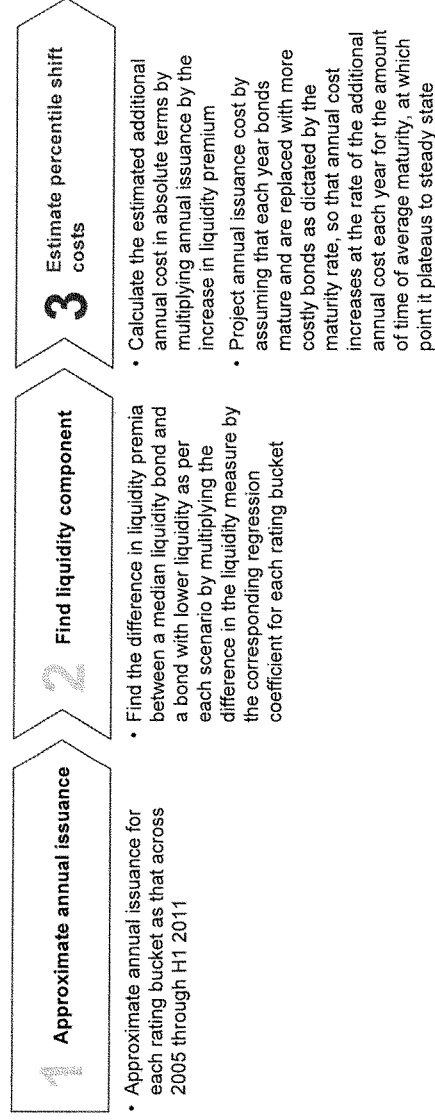 1 Approximate annual issuance
• Approximate annual issuance for
each rating bucket as that across
2005 through H1 2011
2 Find liquidity component
• Find the difference in liquidity premia
between a median liquidity bond and
a bond with lower liquidity as per
each scenario by multiplying the
difference in the liquidity measure by
the corresponding regression
coefficient for each rating bucket
3 Estimate percentile shift
costs
• Calculate the estimated additional
annual cost in absolute terms by
multiplying annual issuance by the
increase in liquidity premium
• Project annual issuance cost by
assuming that each year bonds
mature and are replaced with more
costly bonds as dictated by the
maturity rate, so that annual cost
increases at the rate of the additional
annual cost each year for the amount
of time of average maturity, at which
point it plateaus to steady state